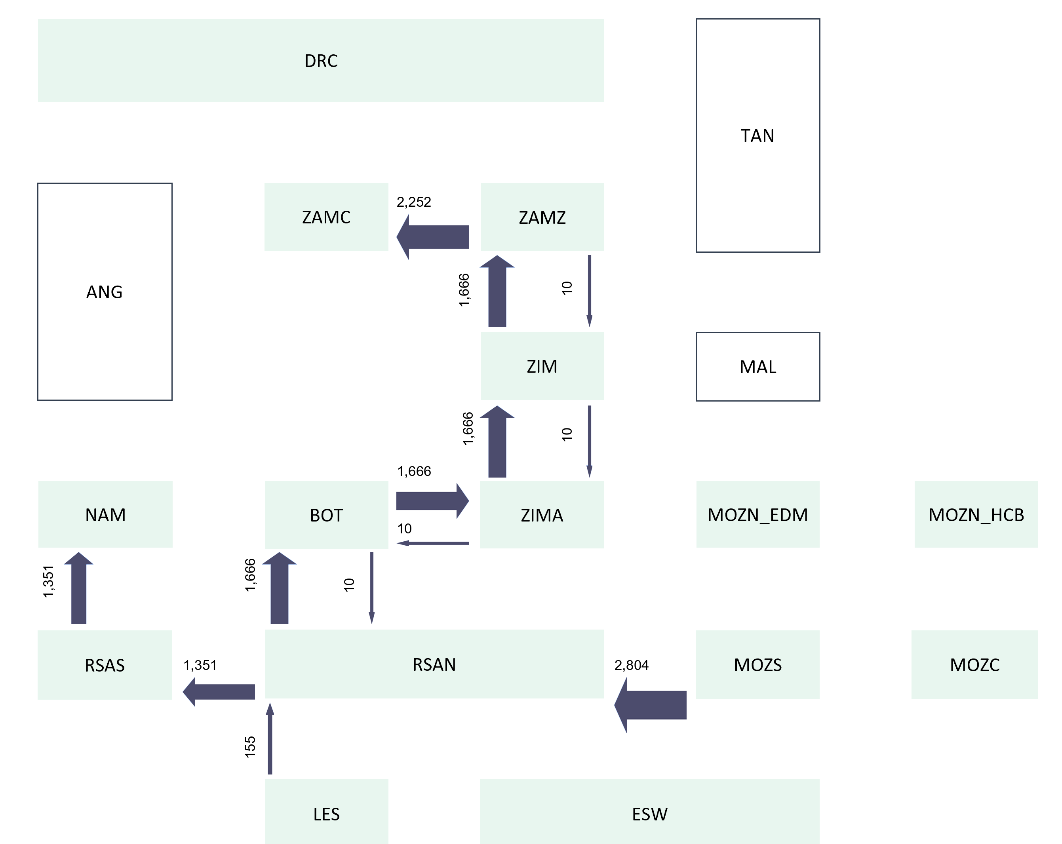 DRC
TAN
ZAMC
2,252
ZAMZ
ANG
1,666
10
ZIM
MAL
1,666
10
1,666
NAM
BOT
10
ZIMA
MOZN_EDM
MOZN_HCB
1,351
1,666
10
RSAS
1,351
RSAN
2,804
MOZS
MOZC
155
LES
ESW